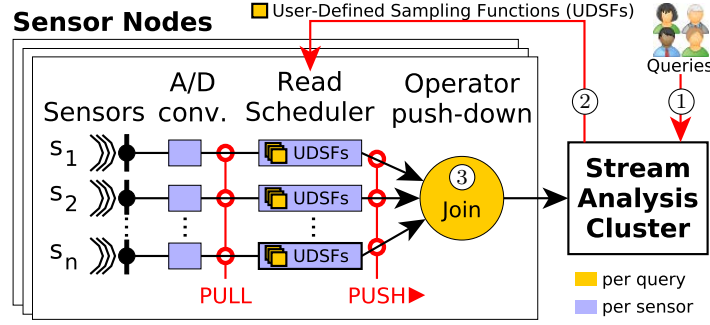 User-Defined Sampling Functions (UDSFs)
Sensor Nodes
Queries
A/D
conv.
Read
Scheduler
Operator
push-down
Sensors
2
1
s1
UDSFs
s2
UDSFs
3
Join
Stream
Analysis
Cluster
sn
UDSFs
per query
PULL
PUSH▶
per sensor